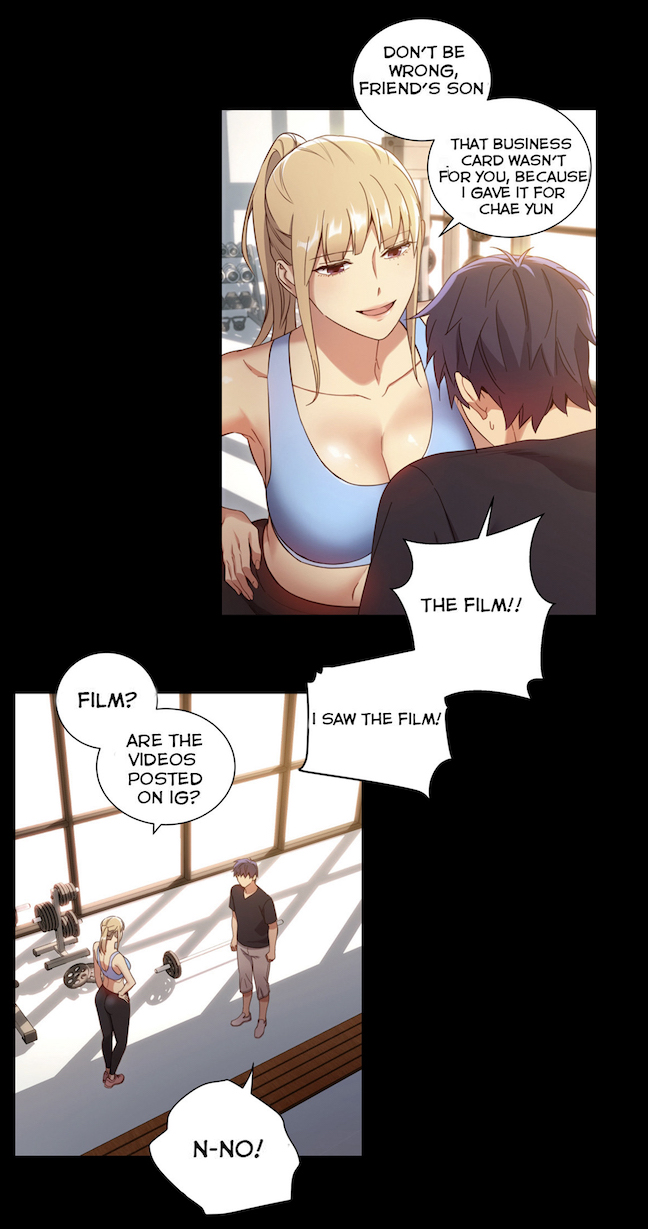 DON'T BE
WRONG,
FRIEND'S SON
THAT BUSINESS
CARD WASN'T
FOR YOU, BECAUSE
I GAVE IT FOR
CHAE YUN
THE FILM!!
I SAW THE FILM!
FILM?
ARE THE
VIDEOS
POSTED
ON IG?
N-NO!